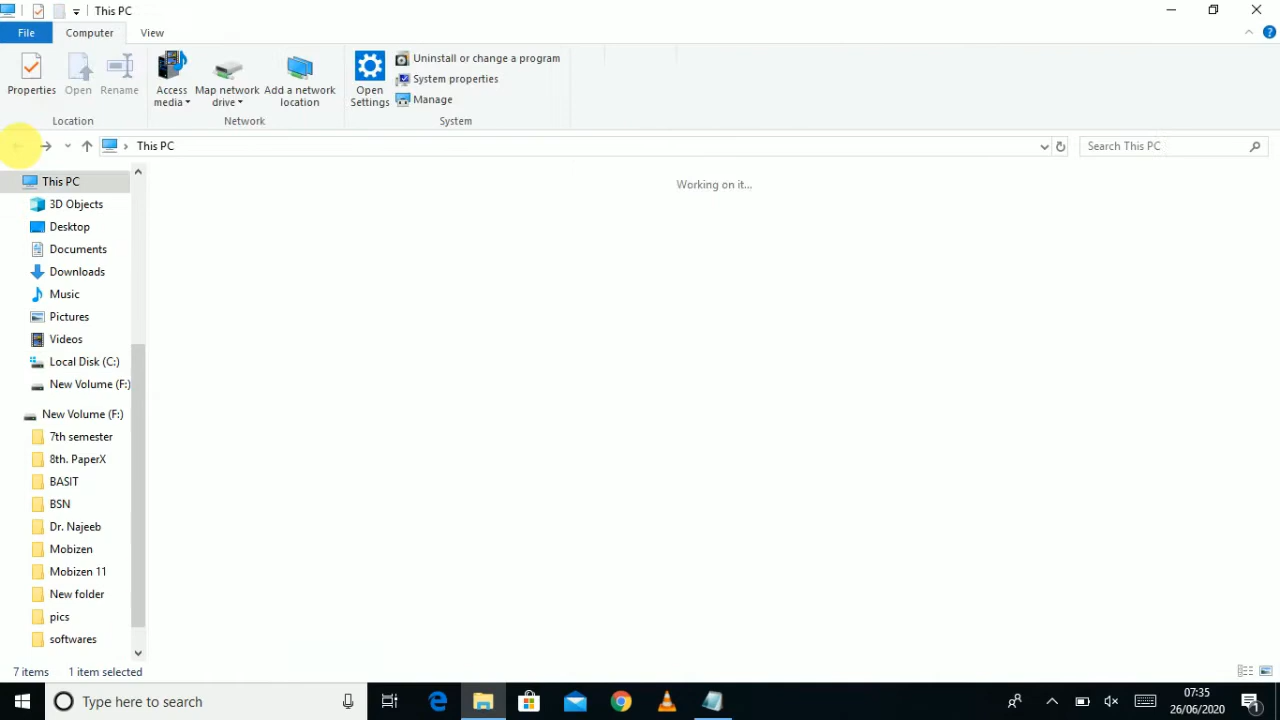 This PC
File
Computer
View
Properties
Open
Rename
Access media
Map network drive
Add a network location
Open Settings
Uninstall or change a program
System properties
Manage
Location
Network
System
This PC
Search This PC
Working on it...
This PC
3D Objects
Desktop
Documents
Downloads
Music
Pictures
Videos
Local Disk (C:)
New Volume (F:)
New Volume (F:)
7th semester
8th. PaperX
BASIT
BSN
Dr. Najeeb
Mobizen
Mobizen 11
New folder
pics
softwares
7 items
1 item selected
Type here to search
07:35
26/06/2020
1